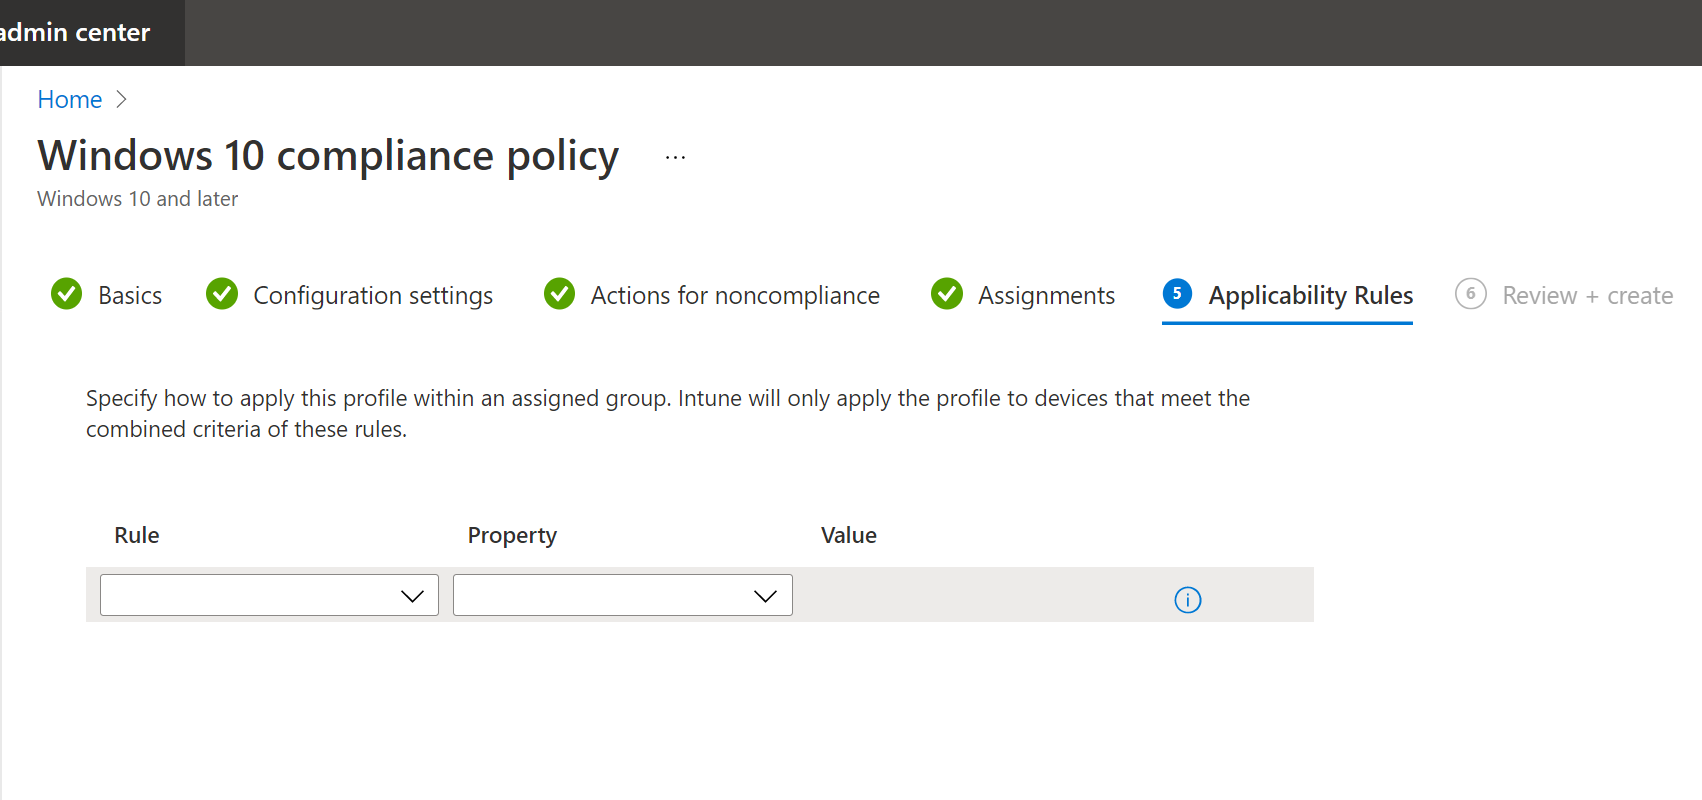 admin center
Home
Windows 10 compliance policy ...
Windows 10 and later
Basics Configuration settings Actions for noncompliance Assignments 5 Applicability Rules 6 Review + create
Specify how to apply this profile within an assigned group. Intune will only apply the profile to devices that meet the
combined criteria of these rules.
Rule Property Value